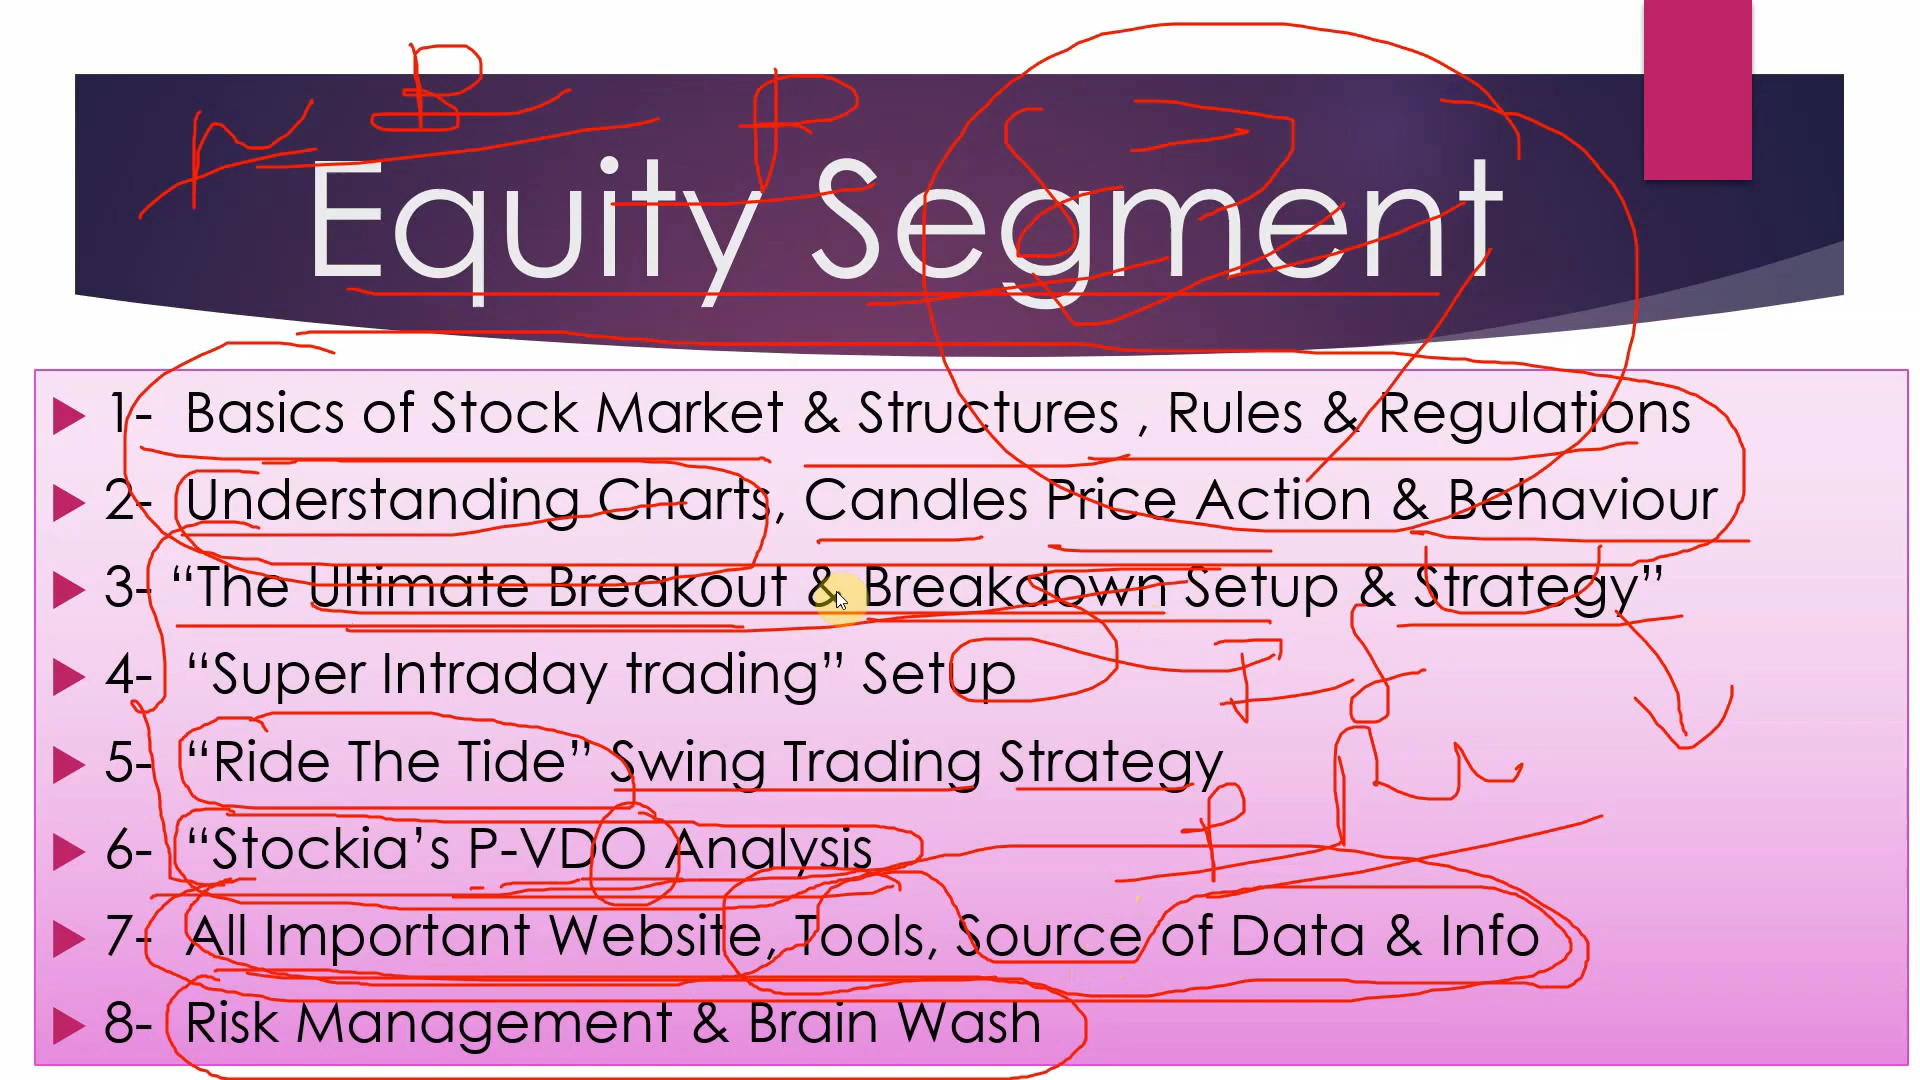 Equity Segment
1- Basics of Stock Market & Structures , Rules & Regulations
2- Understanding Charts, Candles Price Action & Behaviour
3- “The Ultimate Breakout & Breakdown Setup & Strategy”
4- “Super Intraday trading” Setup
5- “Ride The Tide” Swing Trading Strategy
6- “Stockia’s P-VDO Analysis
7- All Important Website, Tools, Source of Data & Info
8- Risk Management & Brain Wash